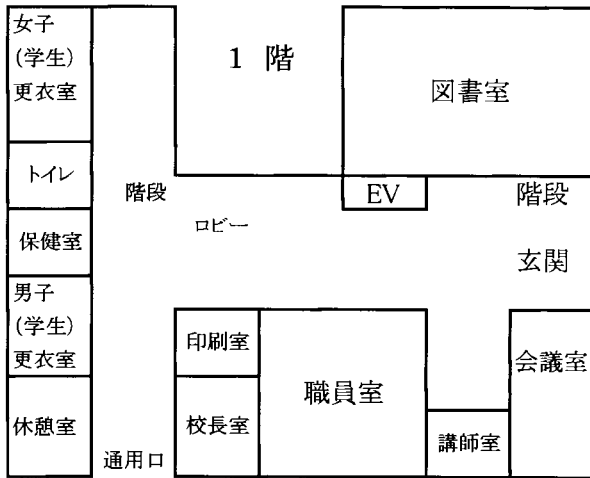 女子
(学生)
更衣室
1 階
図書室
トイレ
階段
EV
階段
ロビー
保健室
玄関
男子
(学生)
更衣室
印刷室
会議室
職員室
休憩室
校長室
講師室
通用口